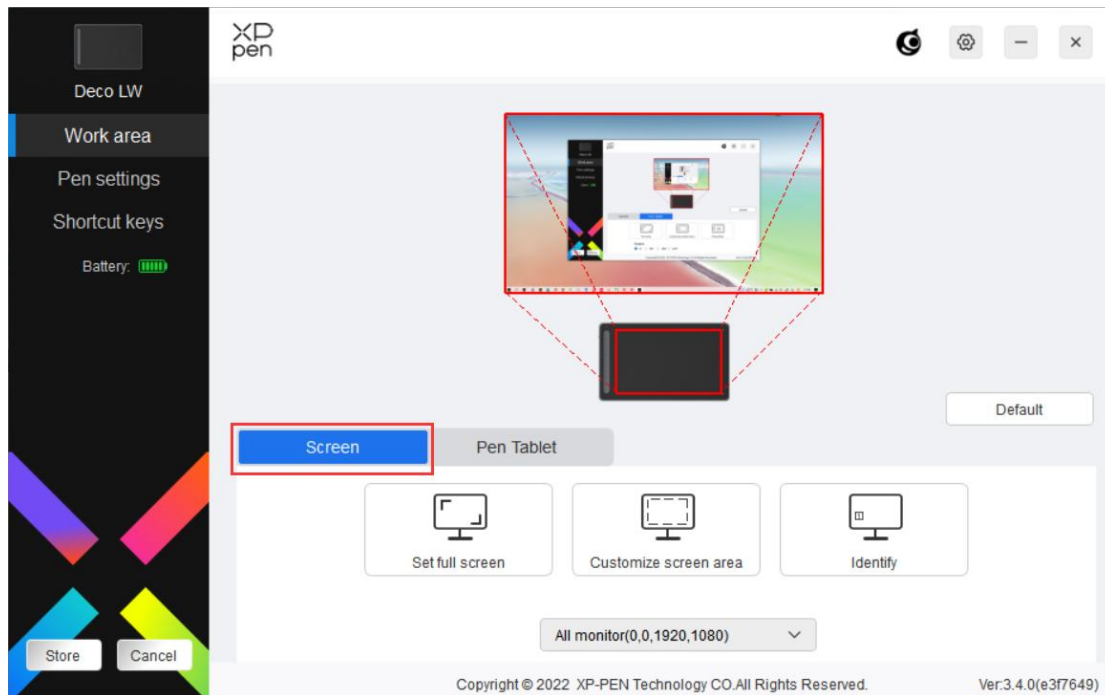 XP
pen
Deco LW
Work area
Pen settings
Shortcut keys
Battery:
Default
Screen
Pen Tablet
Set full screen
Customize screen area
Identify
All monitor(0,0,1920,1080)
Store
Cancel
Copyright © 2022 XP-PEN Technology CO.All Rights Reserved.
Ver:3.4.0(e3f7649)